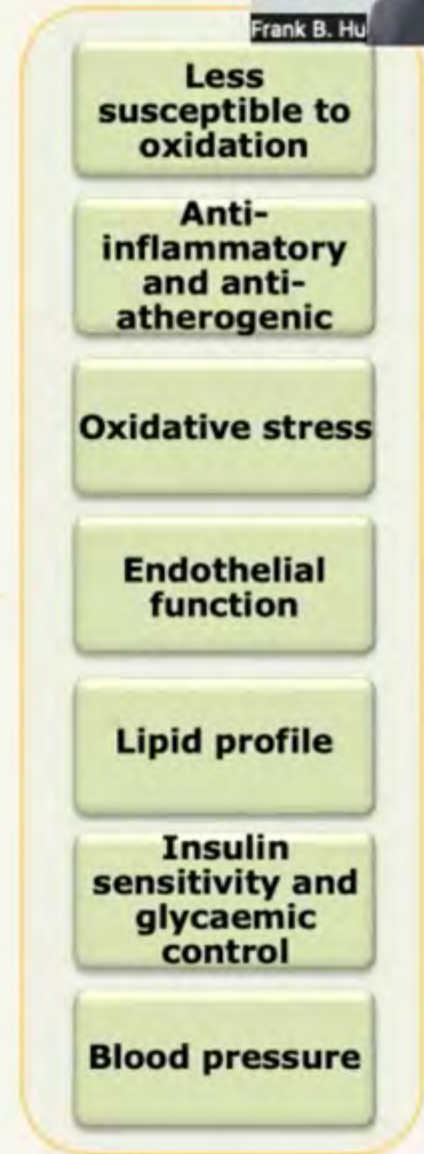 Frank B. Hu
Less
susceptible to
oxidation
Anti-
inflammatory
and anti-
atherogenic
Oxidative stress
Endothelial
function
Lipid profile
Insulin
sensitivity and
glycaemic
control
Blood pressure